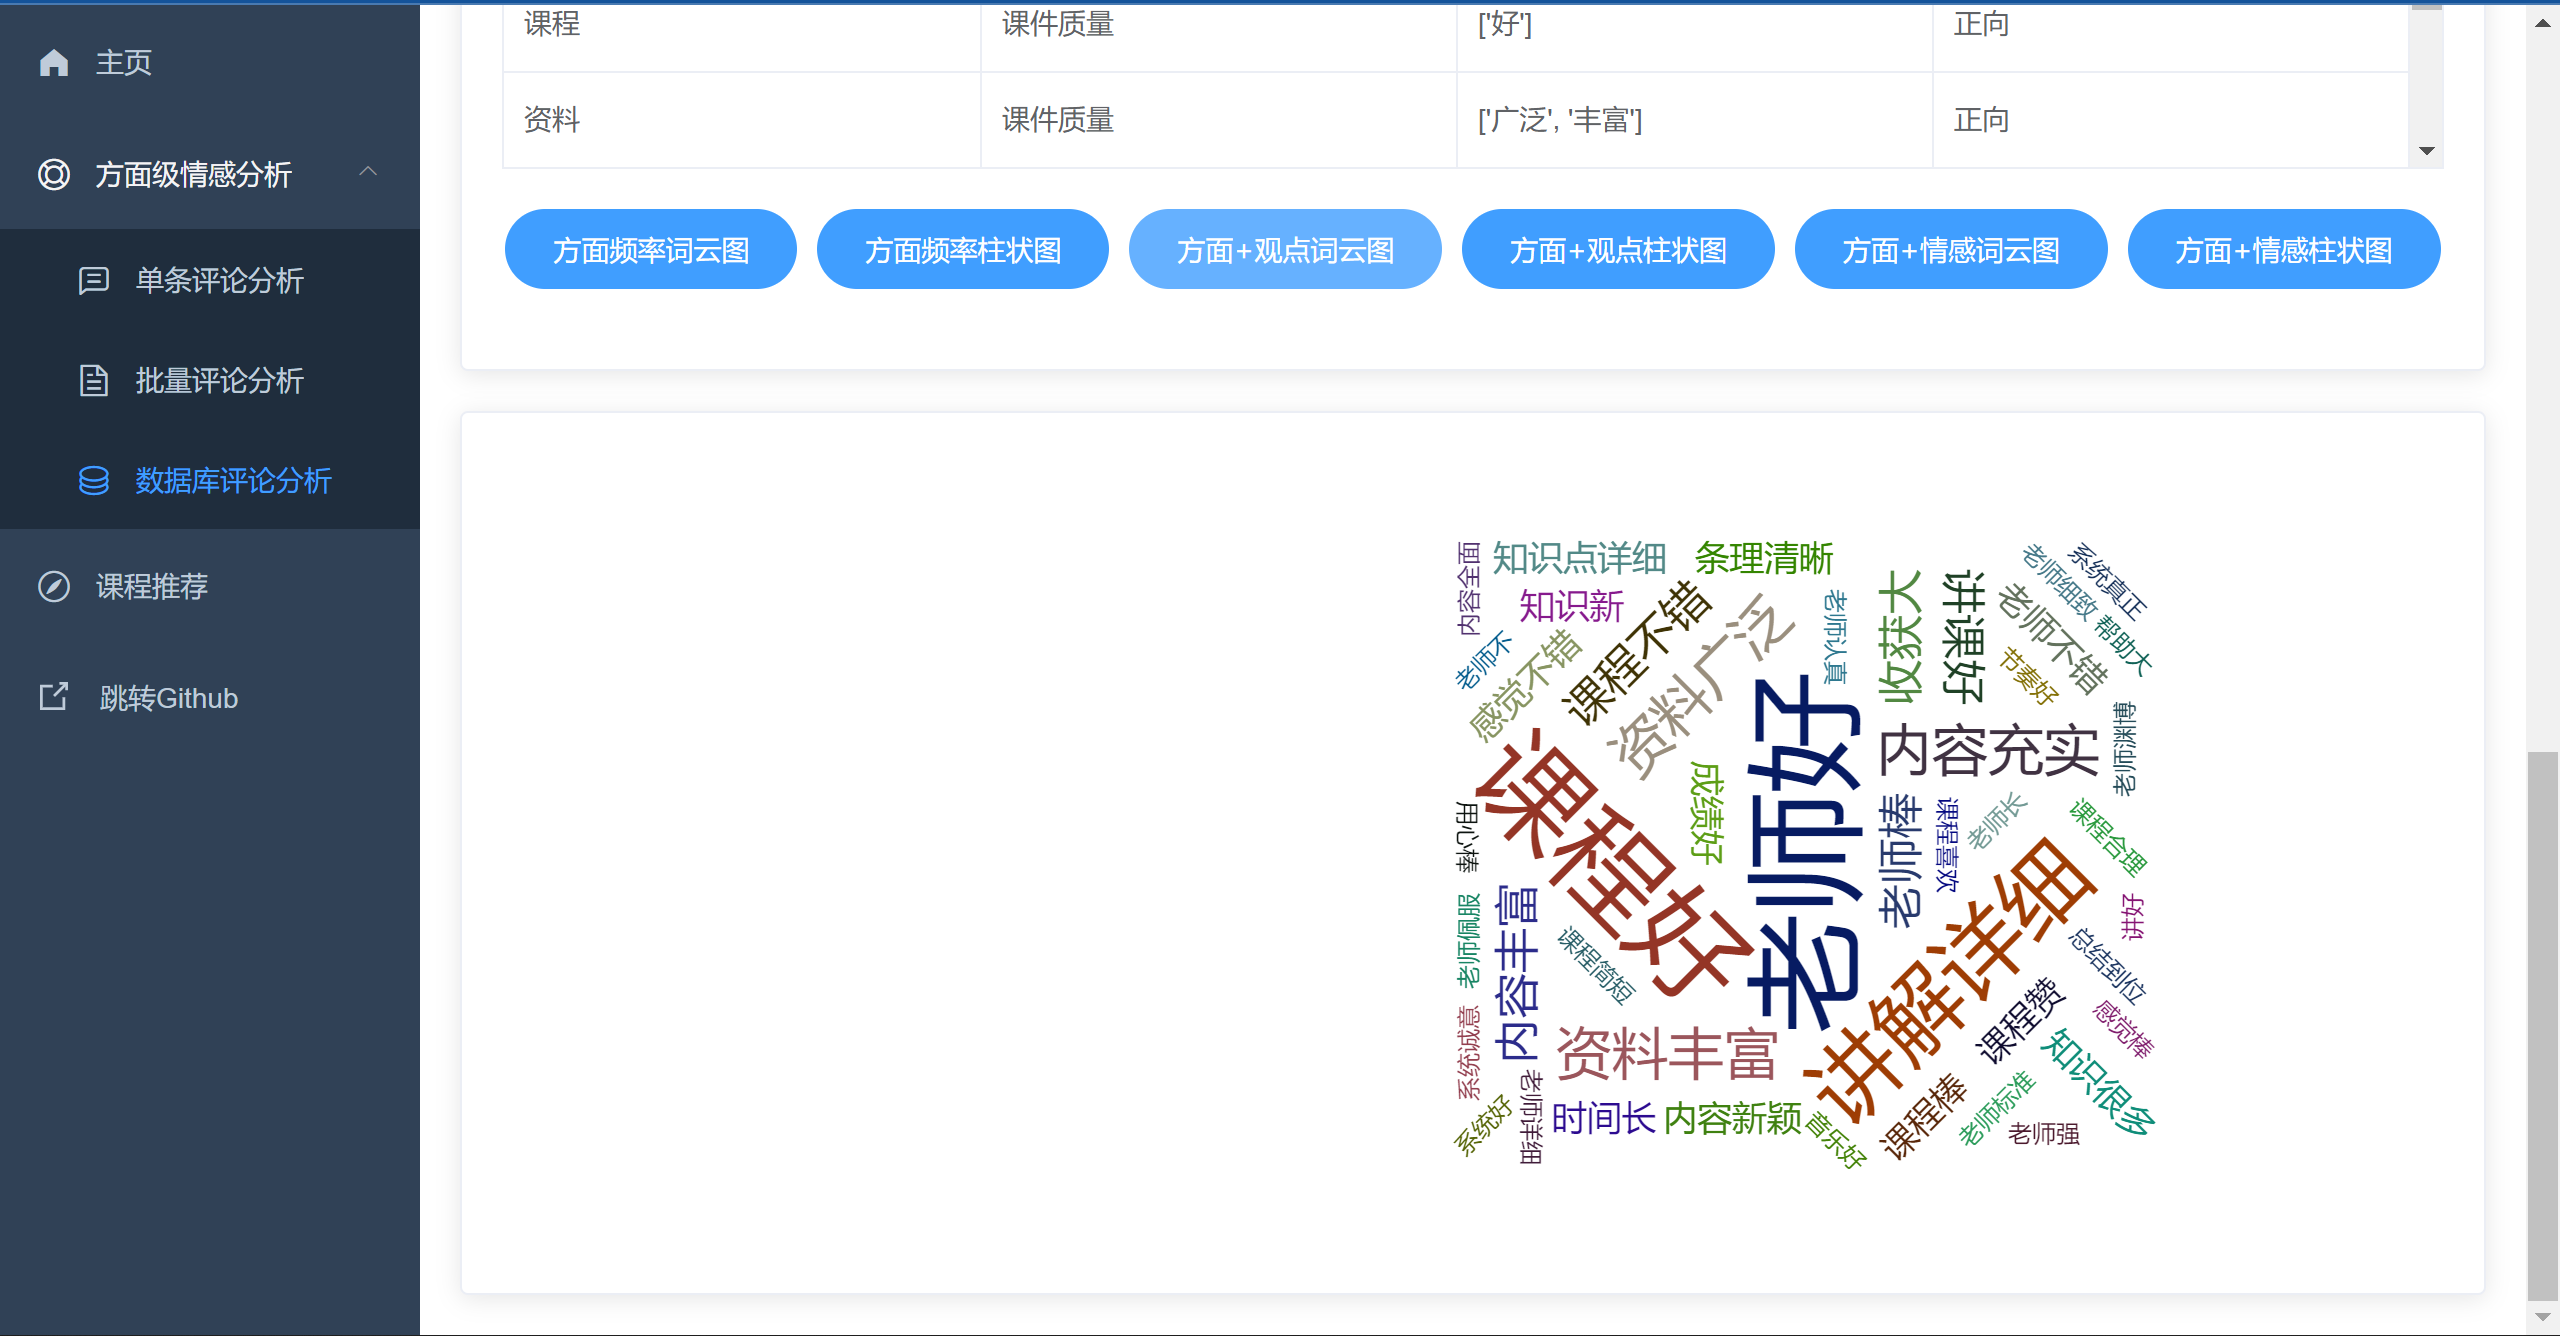 主页
方面级情感分析
单条评论分析
批量评论分析
数据库评论分析
课程推荐
跳转Github
课程 课件质量 ['好'] 正向
资料 课件质量 ['广泛', '丰富'] 正向
方面频率词云图 方面频率柱状图 方面+观点词云图 方面+观点柱状图 方面+情感词云图 方面+情感柱状图
内容全面
知识点详细
条理清晰
知识新
老师不
感觉不错
课程不错
资料广泛
老师认真
收获大
讲课好
老师细致
系统真正
老师不错
帮助大
节奏好
内容充实
老师渊博
课程好
成绩好
老师好
老师棒
课程喜欢
老师长
课程合理
用心棒
讲解详细
讲好
老师佩服
内容丰富
课程简短
总结到位
系统诚意
资料丰富
课程赞
感觉棒
知识很多
系统好
老师详细
时间长
内容新颖
音乐好
课程棒
老师标准
老师强